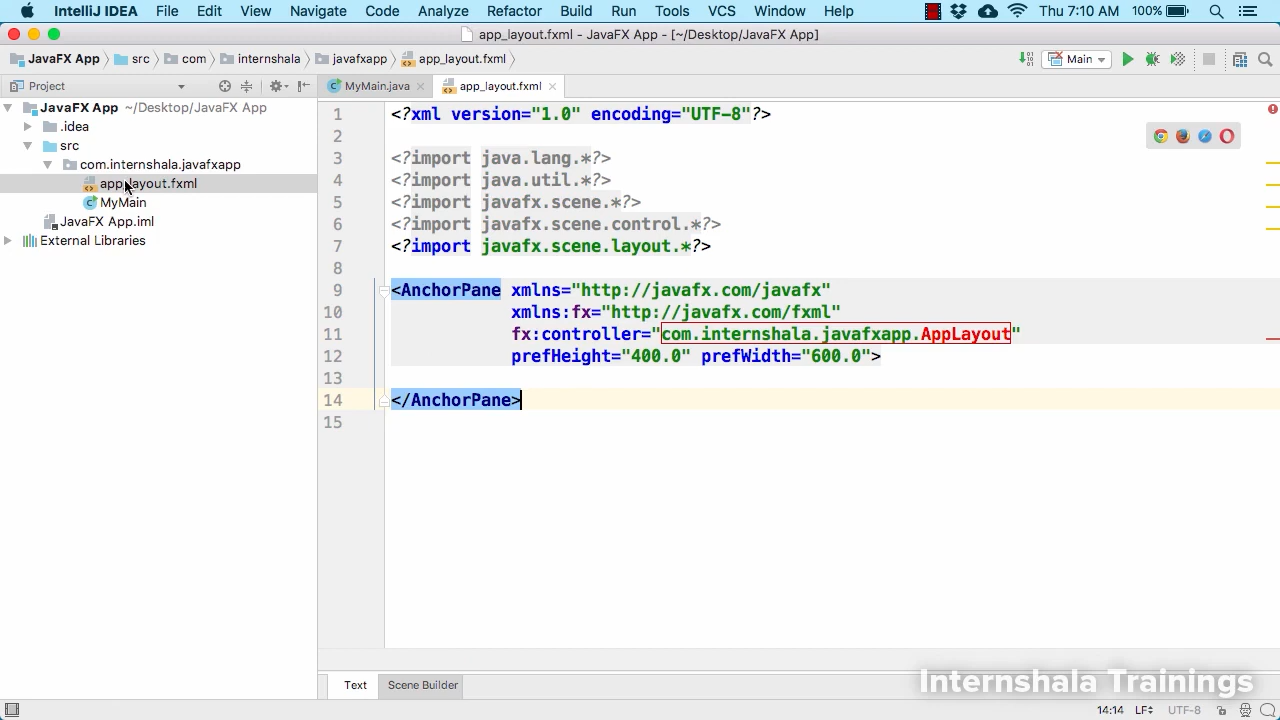 IntelliJ IDEA File Edit View Navigate Code Analyze Refactor Build Run Tools VCS Window Help Thu 7:10 AM 100%
app_layout.fxml - JavaFX App - [~/Desktop/JavaFX App]
JavaFX App src com internshala javafxapp app_layout.fxml Main
Project MyMain.java app_layout.fxml
JavaFX App ~/Desktop/JavaFX App
.idea
src
com.internshala.javafxapp
app_layout.fxml
MyMain
JavaFX App.iml
External Libraries
1 <?xml version="1.0" encoding="UTF-8"?>
2
3 <?import java.lang.*?>
4 <?import java.util.*?>
5 <?import javafx.scene.*?>
6 <?import javafx.scene.control.*?>
7 <?import javafx.scene.layout.*?>
8
9 <AnchorPane xmlns="http://javafx.com/javafx"
10 xmlns:fx="http://javafx.com/fxml"
11 fx:controller="com.internshala.javafxapp.AppLayout"
12 prefHeight="400.0" prefWidth="600.0">
13
14 </AnchorPane>
15
Text Scene Builder
Internshala Trainings
14:14 LF UTF-8